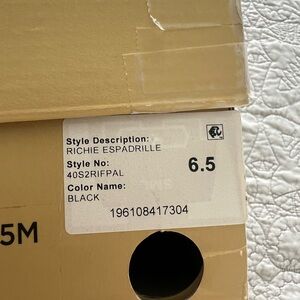 Style Description:
RICHIE ESPADRILLE
Style No:
40S2RIFPAL
6.5
Color Name:
BLACK
196108417304
5M